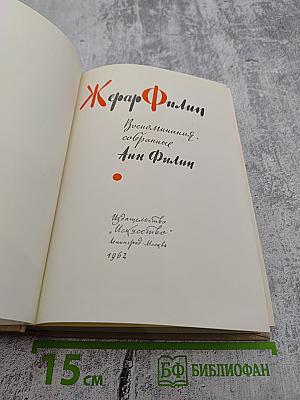 Жерар Филип
Воспоминания,
собранные
Анн Филип
Издательство
„Искусство"
Ленинград-Москва
1962
15 см
БФ БИБЛИОФАН